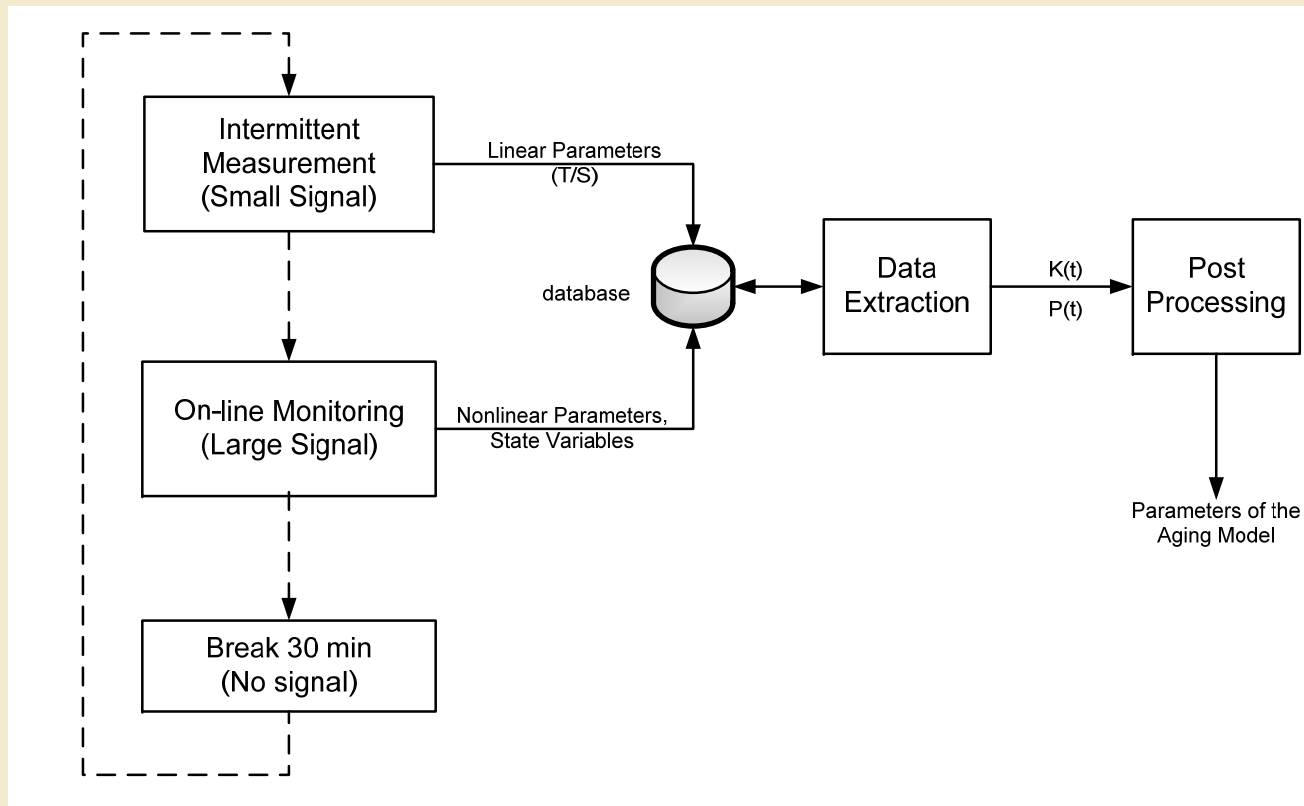 Intermittent
Measurement
(Small Signal)
Linear Parameters
(T/S)
database
Data
Extraction
K(t)
P(t)
Post
Processing
On-line Monitoring
(Large Signal)
Nonlinear Parameters,
State Variables
Parameters of the
Aging Model
Break 30 min
(No signal)